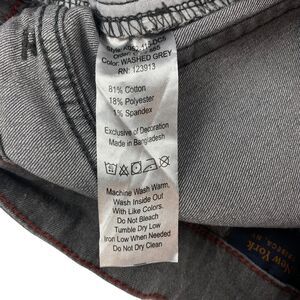 Color: WASHED GREY
RN: 123913
81% Cotton
18% Polyester
1% Spandex
Exclusive of Decoration
Made in Bangladesh
Machine Wash Warm,
Wash Inside Out
With Like Colors.
Do Not Bleach
Tumble Dry Low
Iron Low When Needed
Do Not Dry Clean
New York